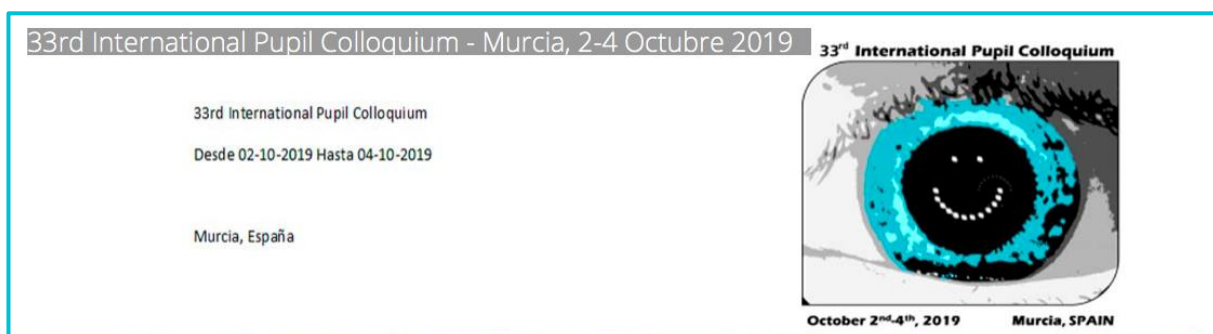 33rd International Pupil Colloquium - Murcia, 2-4 Octubre 2019
33rd International Pupil Colloquium
Desde 02-10-2019 Hasta 04-10-2019
Murcia, España
33rd International Pupil Colloquium
October 2nd-4th, 2019 Murcia, SPAIN